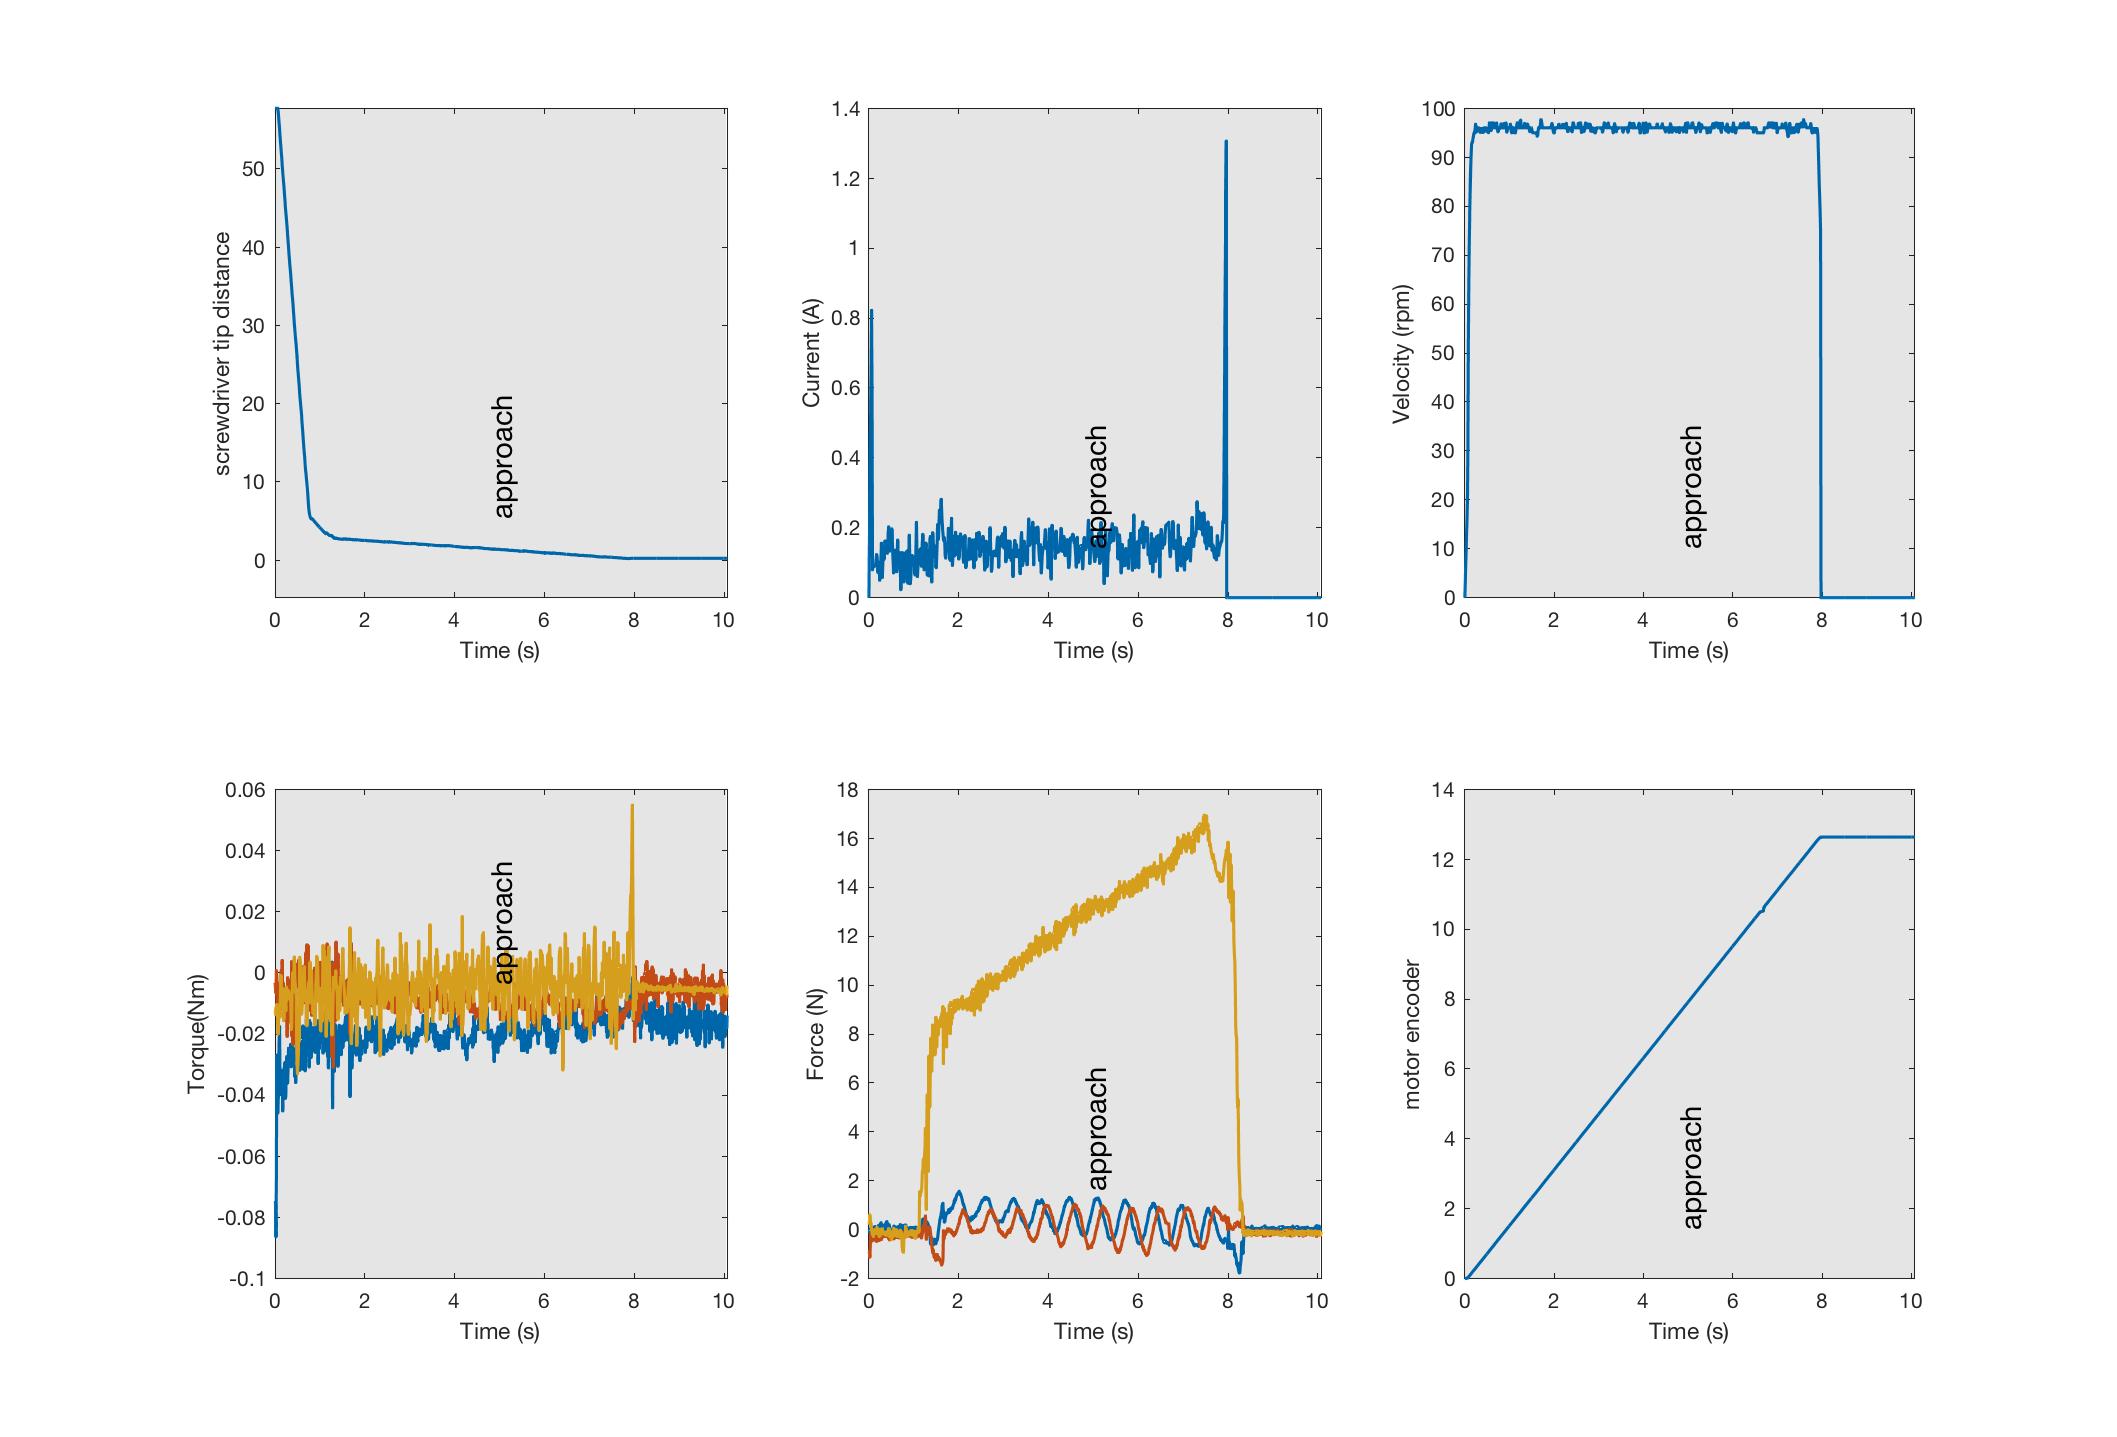 screwdriver tip distance
50
40
30
20
10
0
approach
0 2 4 6 8 10
Time (s)
Current (A)
1.4
1.2
1
0.8
0.6
0.4
0.2
0
approach
0 2 4 6 8 10
Time (s)
Velocity (rpm)
100
90
80
70
60
50
40
30
20
10
0
approach
0 2 4 6 8 10
Time (s)
Torque(Nm)
0.06
0.04
0.02
0
-0.02
-0.04
-0.06
-0.08
-0.1
approach
0 2 4 6 8 10
Time (s)
Force (N)
18
16
14
12
10
8
6
4
2
0
-2
approach
0 2 4 6 8 10
Time (s)
motor encoder
14
12
10
8
6
4
2
0
approach
0 2 4 6 8 10
Time (s)